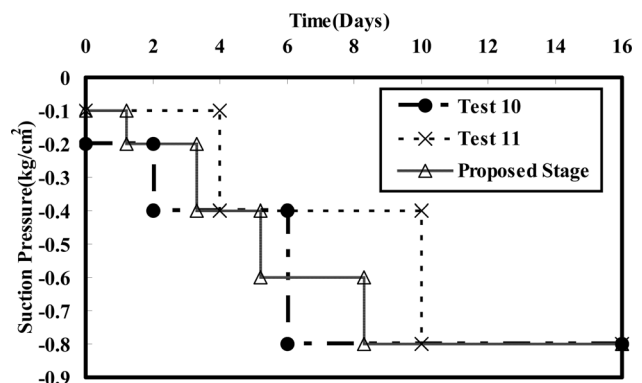 Time(Days)
0 2 4 6 8 10 12 14 16
0
-0.1
-0.2
-0.3
-0.4
-0.5
-0.6
-0.7
-0.8
-0.9
Suction Pressure(kg/cm²)
Test 10
Test 11
Proposed Stage